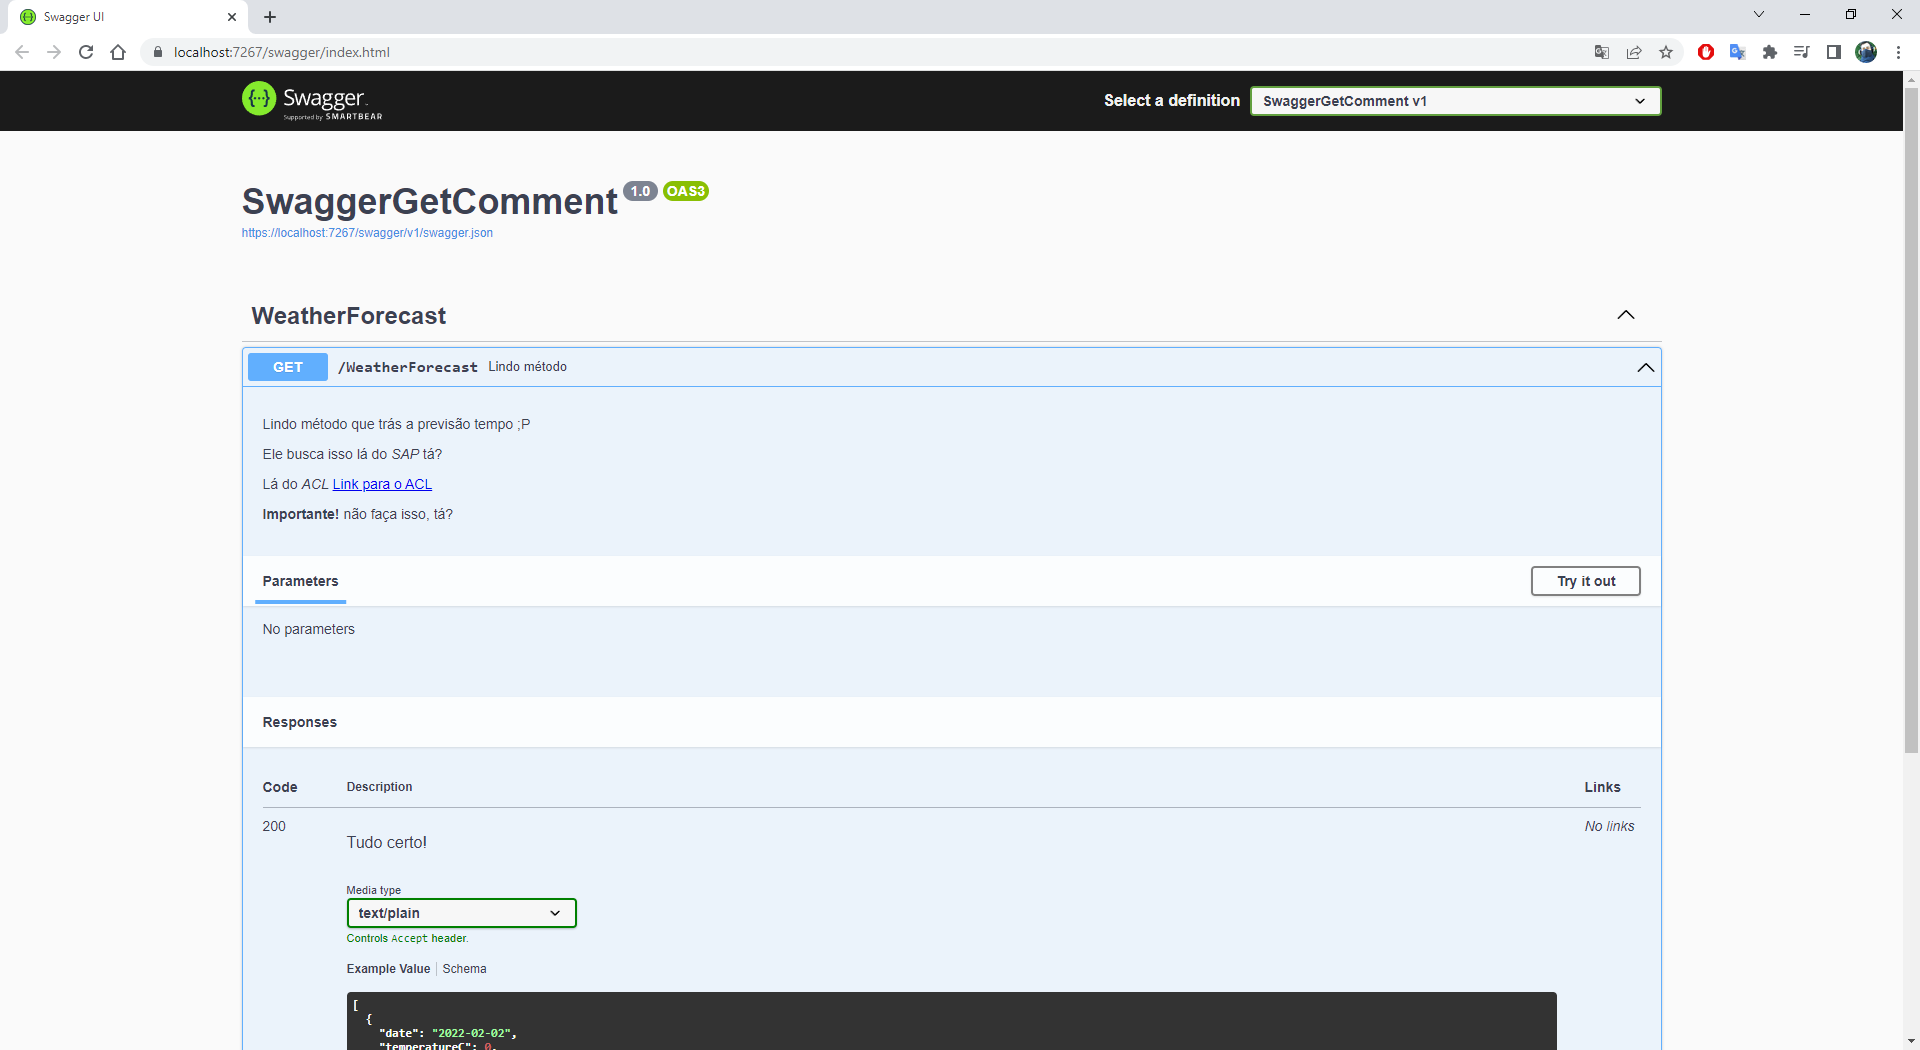 Swagger UI
localhost:7267/swagger/index.html
Swagger
Supported by SMARTBEAR
Select a definition
SwaggerGetComment v1
SwaggerGetComment 1.0 OAS3
https://localhost:7267/swagger/v1/swagger.json
WeatherForecast
GET /WeatherForecast Lindo método
Lindo método que trás a previsão tempo ;P
Ele busca isso lá do SAP tá?
Lá do ACL Link para o ACL
Importante! não faça isso, tá?
Parameters
Try it out
No parameters
Responses
Code Description Links
200
Tudo certo!
No links
Media type
text/plain
Controls Accept header.
Example Value Schema
[
{
"date": "2022-02-02",
"temperatureC": 0,